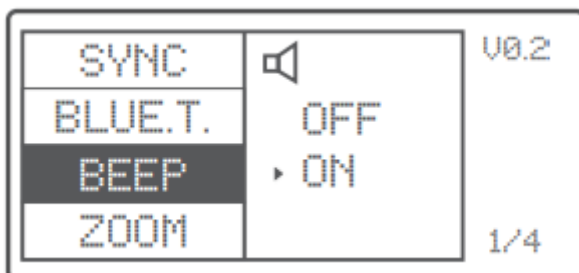 SYNC
BLUE.T.
BEEP
ZOOM
OFF
ON
V0.2
1/4